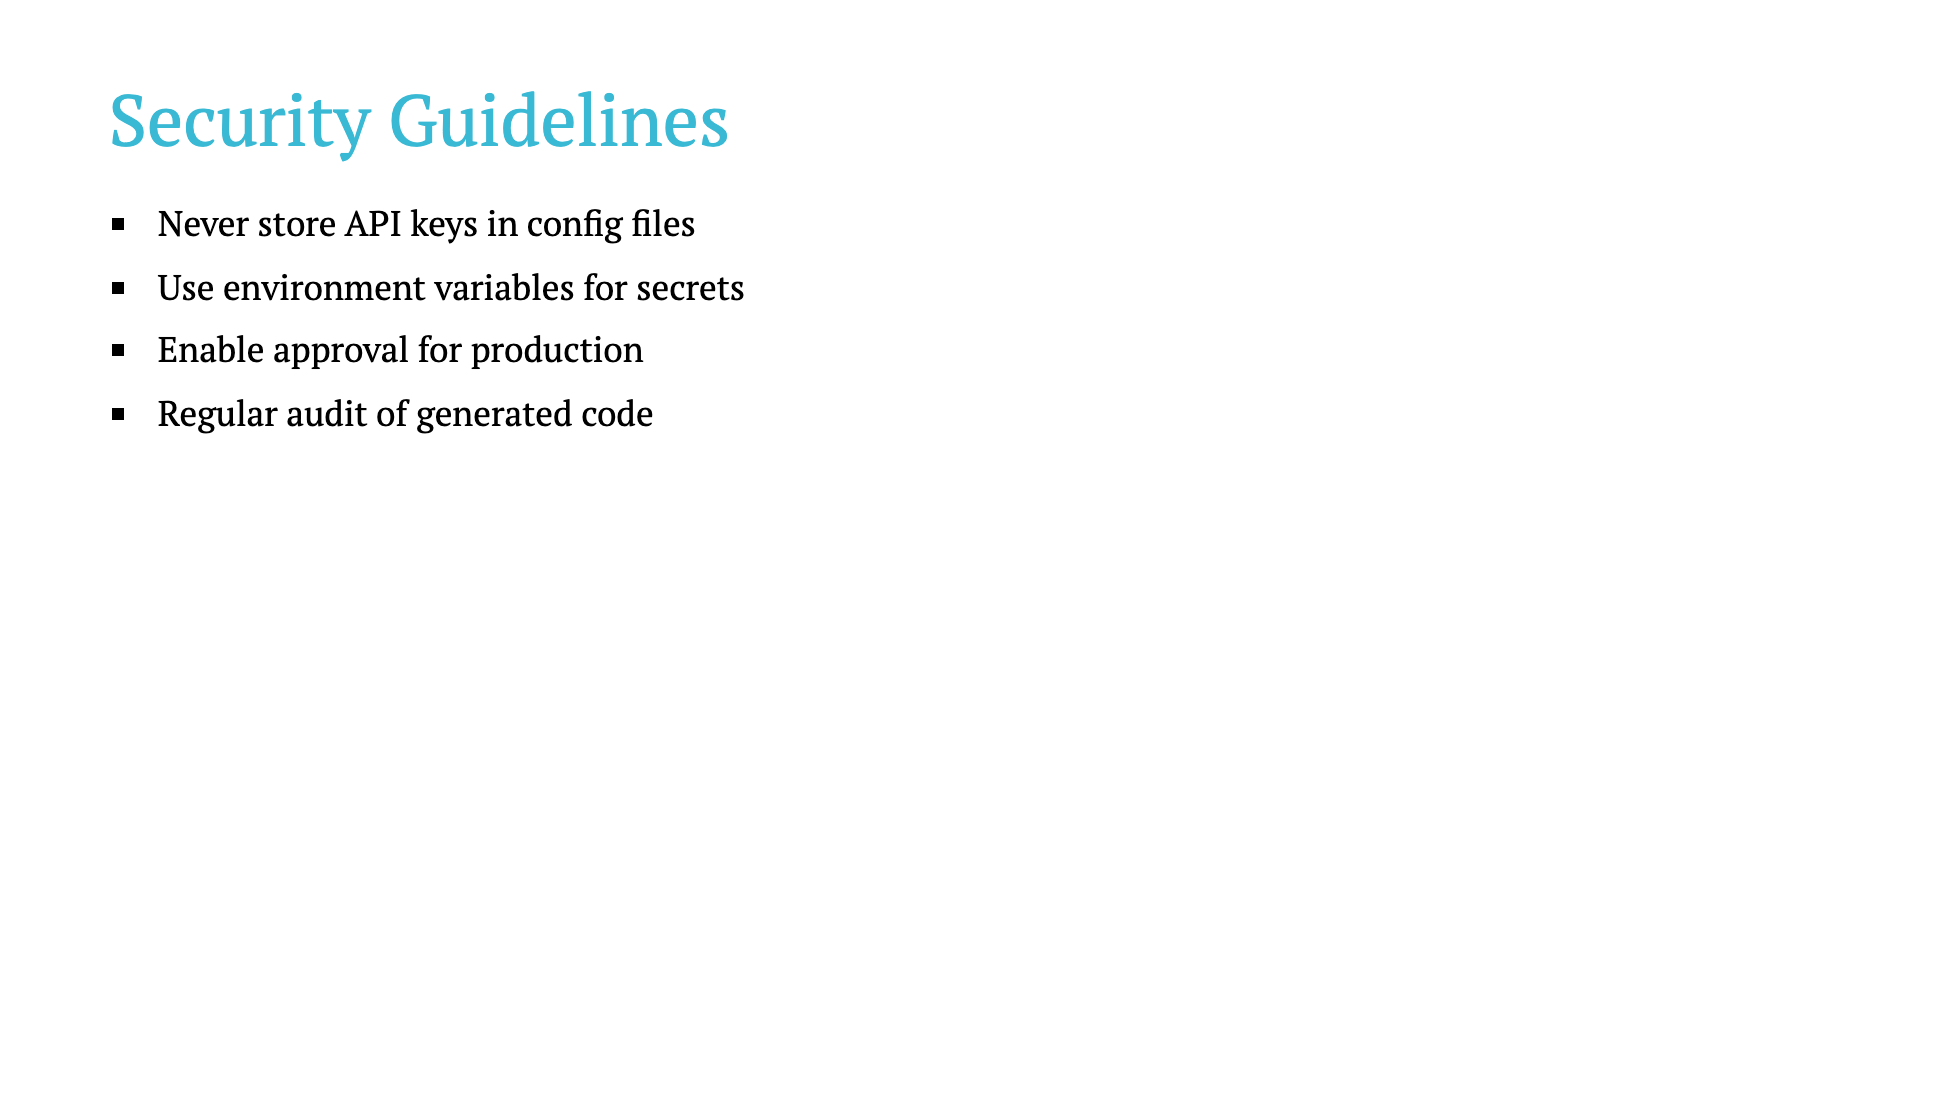 Security Guidelines
▪ Never store API keys in config files
▪ Use environment variables for secrets
▪ Enable approval for production
▪ Regular audit of generated code